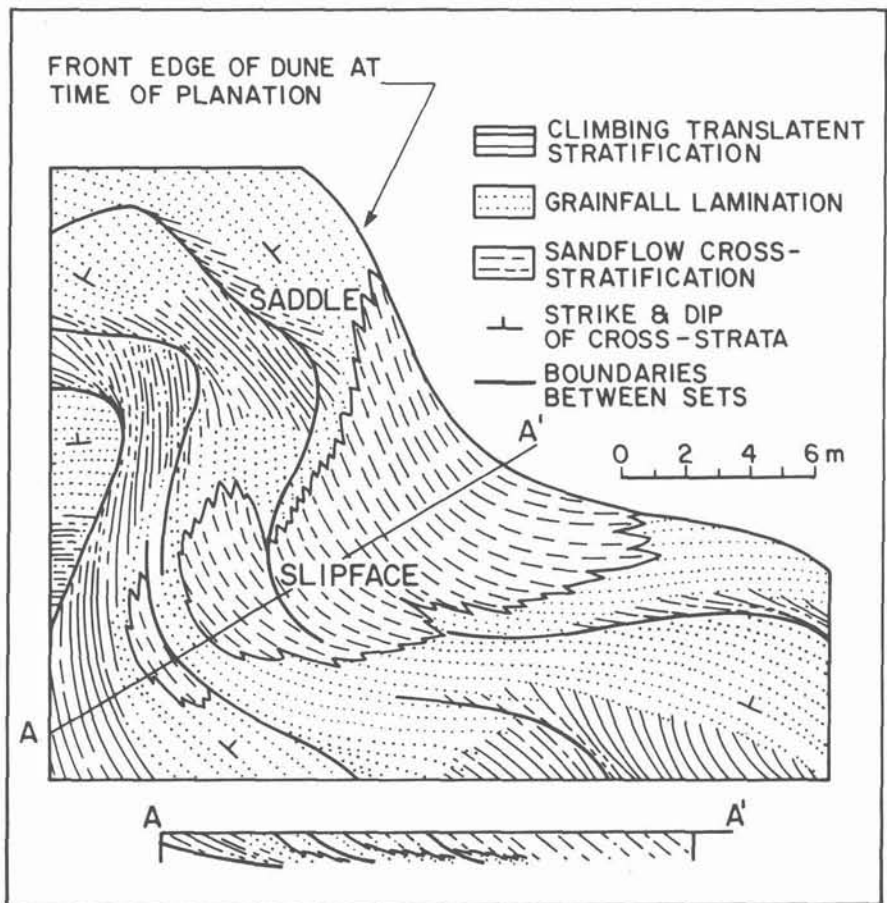 FRONT EDGE OF DUNE AT
TIME OF PLANATION
CLIMBING TRANSLATENT
STRATIFICATION
GRAINFALL LAMINATION
SANDFLOW CROSS-
STRATIFICATION
STRIKE & DIP
OF CROSS-STRATA
BOUNDARIES
BETWEEN SETS
0 2 4 6 m
SADDLE
A'
SLIPFACE
A
A
A'